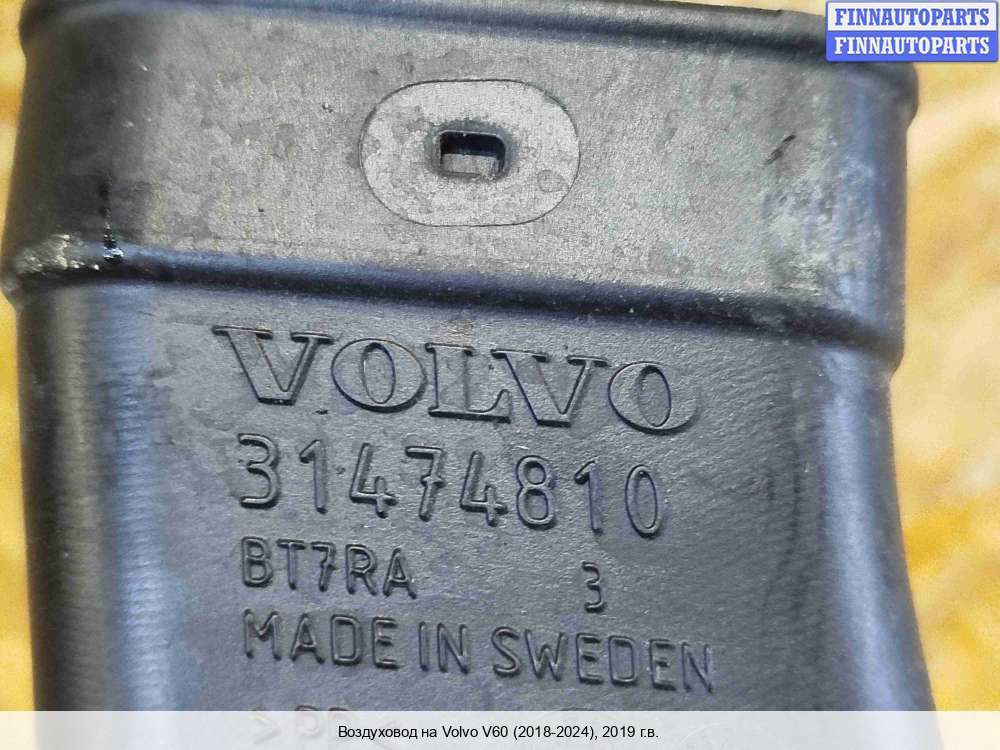 FINNAUTOPARTS
FINNAUTOPARTS
VOLVO
31474810
BT7RA 3
MADE IN SWEDEN
Воздуховод на Volvo V60 (2018-2024), 2019 г.в.